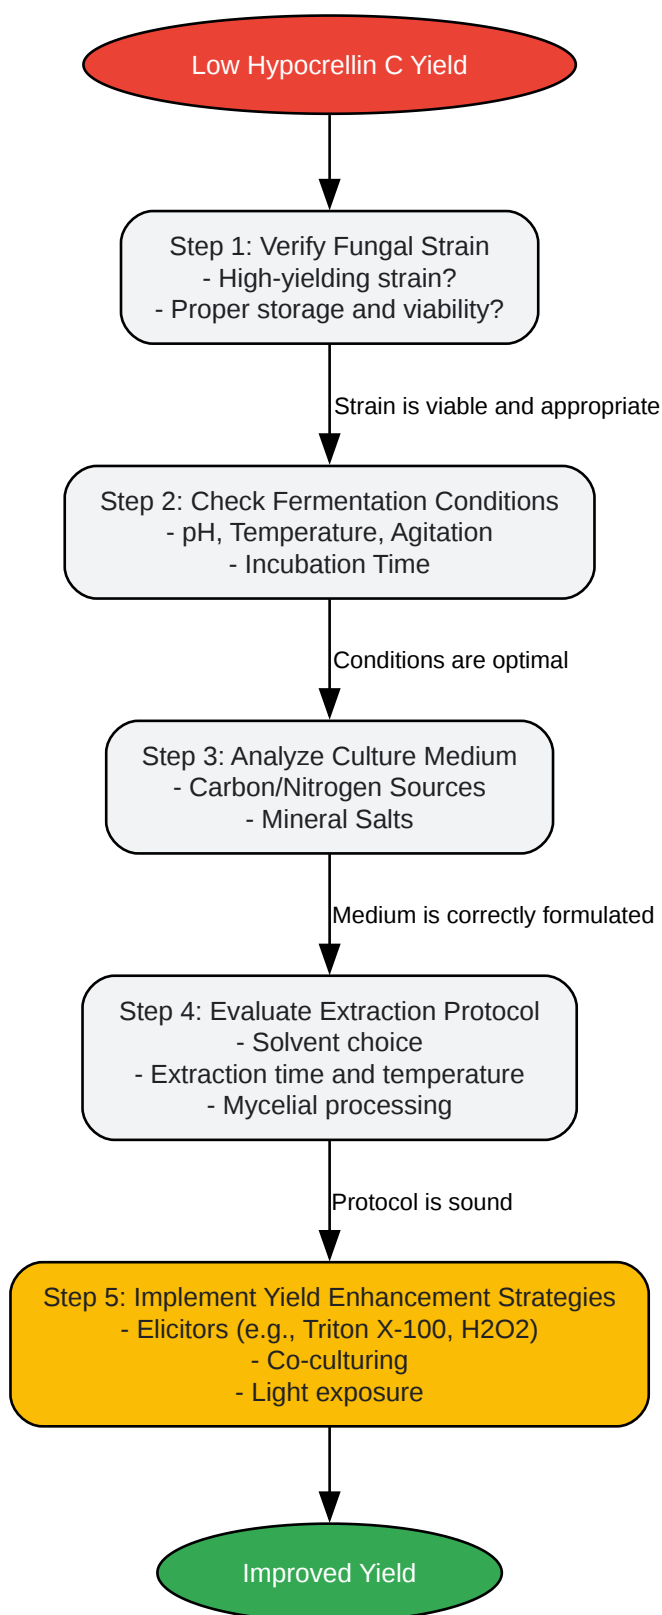 Low Hypocrellin C Yield
Step 1: Verify Fungal Strain
- High-yielding strain?
- Proper storage and viability?
Strain is viable and appropriate
Step 2: Check Fermentation Conditions
- pH, Temperature, Agitation
- Incubation Time
Conditions are optimal
Step 3: Analyze Culture Medium
- Carbon/Nitrogen Sources
- Mineral Salts
Medium is correctly formulated
Step 4: Evaluate Extraction Protocol
- Solvent choice
- Extraction time and temperature
- Mycelial processing
Protocol is sound
Step 5: Implement Yield Enhancement Strategies
- Elicitors (e.g., Triton X-100, H2O2)
- Co-culturing
- Light exposure
Improved Yield